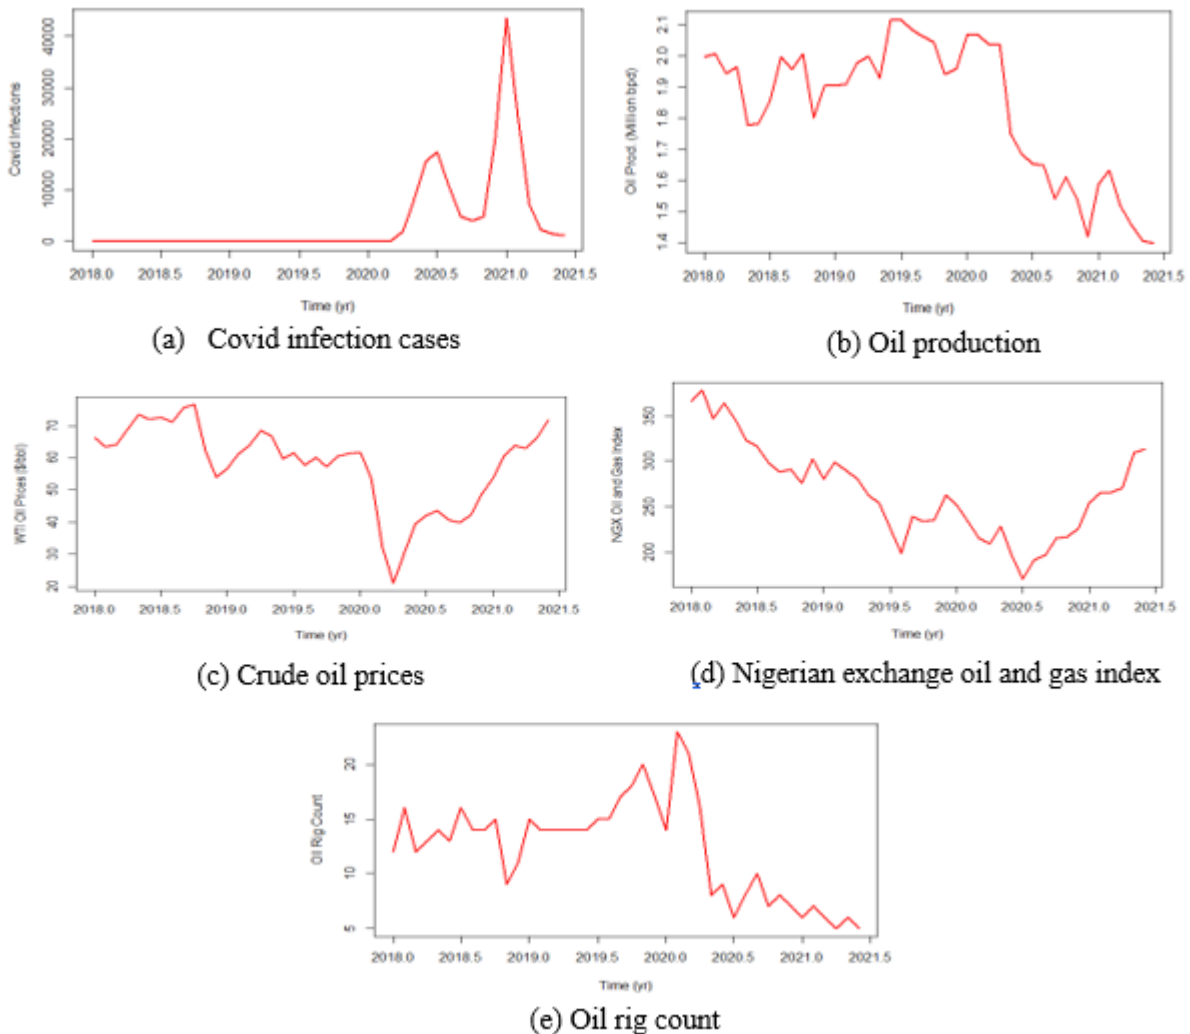 Covid Infections
0 10000 20000 30000 40000
2018.0 2018.5 2019.0 2019.5 2020.0 2020.5 2021.0 2021.5
Time (yr)
(a) Covid infection cases
Oil Prod. (Million bpd)
1.4 1.5 1.6 1.7 1.8 1.9 2.0 2.1
2018.0 2018.5 2019.0 2019.5 2020.0 2020.5 2021.0 2021.5
Time (yr)
(b) Oil production
WTI Oil Prices ($/bbl)
20 30 40 50 60 70
2018.0 2018.5 2019.0 2019.5 2020.0 2020.5 2021.0 2021.5
Time (yr)
(c) Crude oil prices
NGX Oil and Gas Index
200 250 300 350
2018.0 2018.5 2019.0 2019.5 2020.0 2020.5 2021.0 2021.5
Time (yr)
(d) Nigerian exchange oil and gas index
Oil Rig Count
5 10 15 20
2018.0 2018.5 2019.0 2019.5 2020.0 2020.5 2021.0 2021.5
Time (yr)
(e) Oil rig count